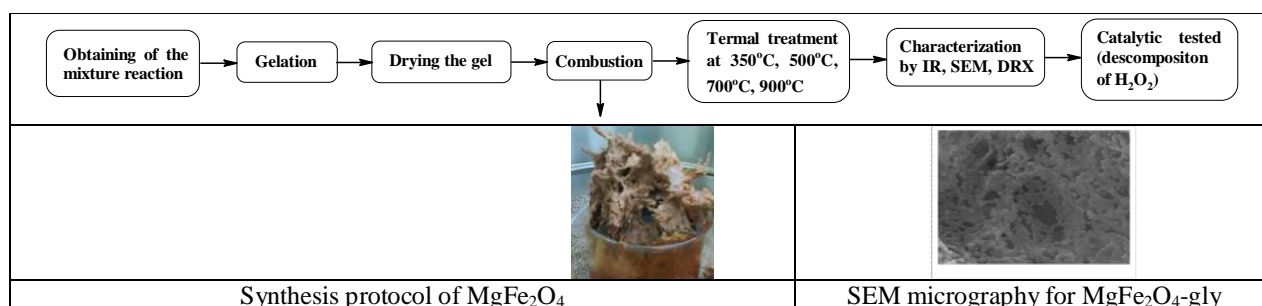 Obtaining of the
mixture reaction
Gelation
Drying the gel
Combustion
Termal treatment
at 350°C, 500°C,
700°C, 900°C
Characterization
by IR, SEM, DRX
Catalytic tested
(descompositon
of H₂O₂)
Synthesis protocol of MgFe₂O₄
SEM micrography for MgFe₂O₄-gly